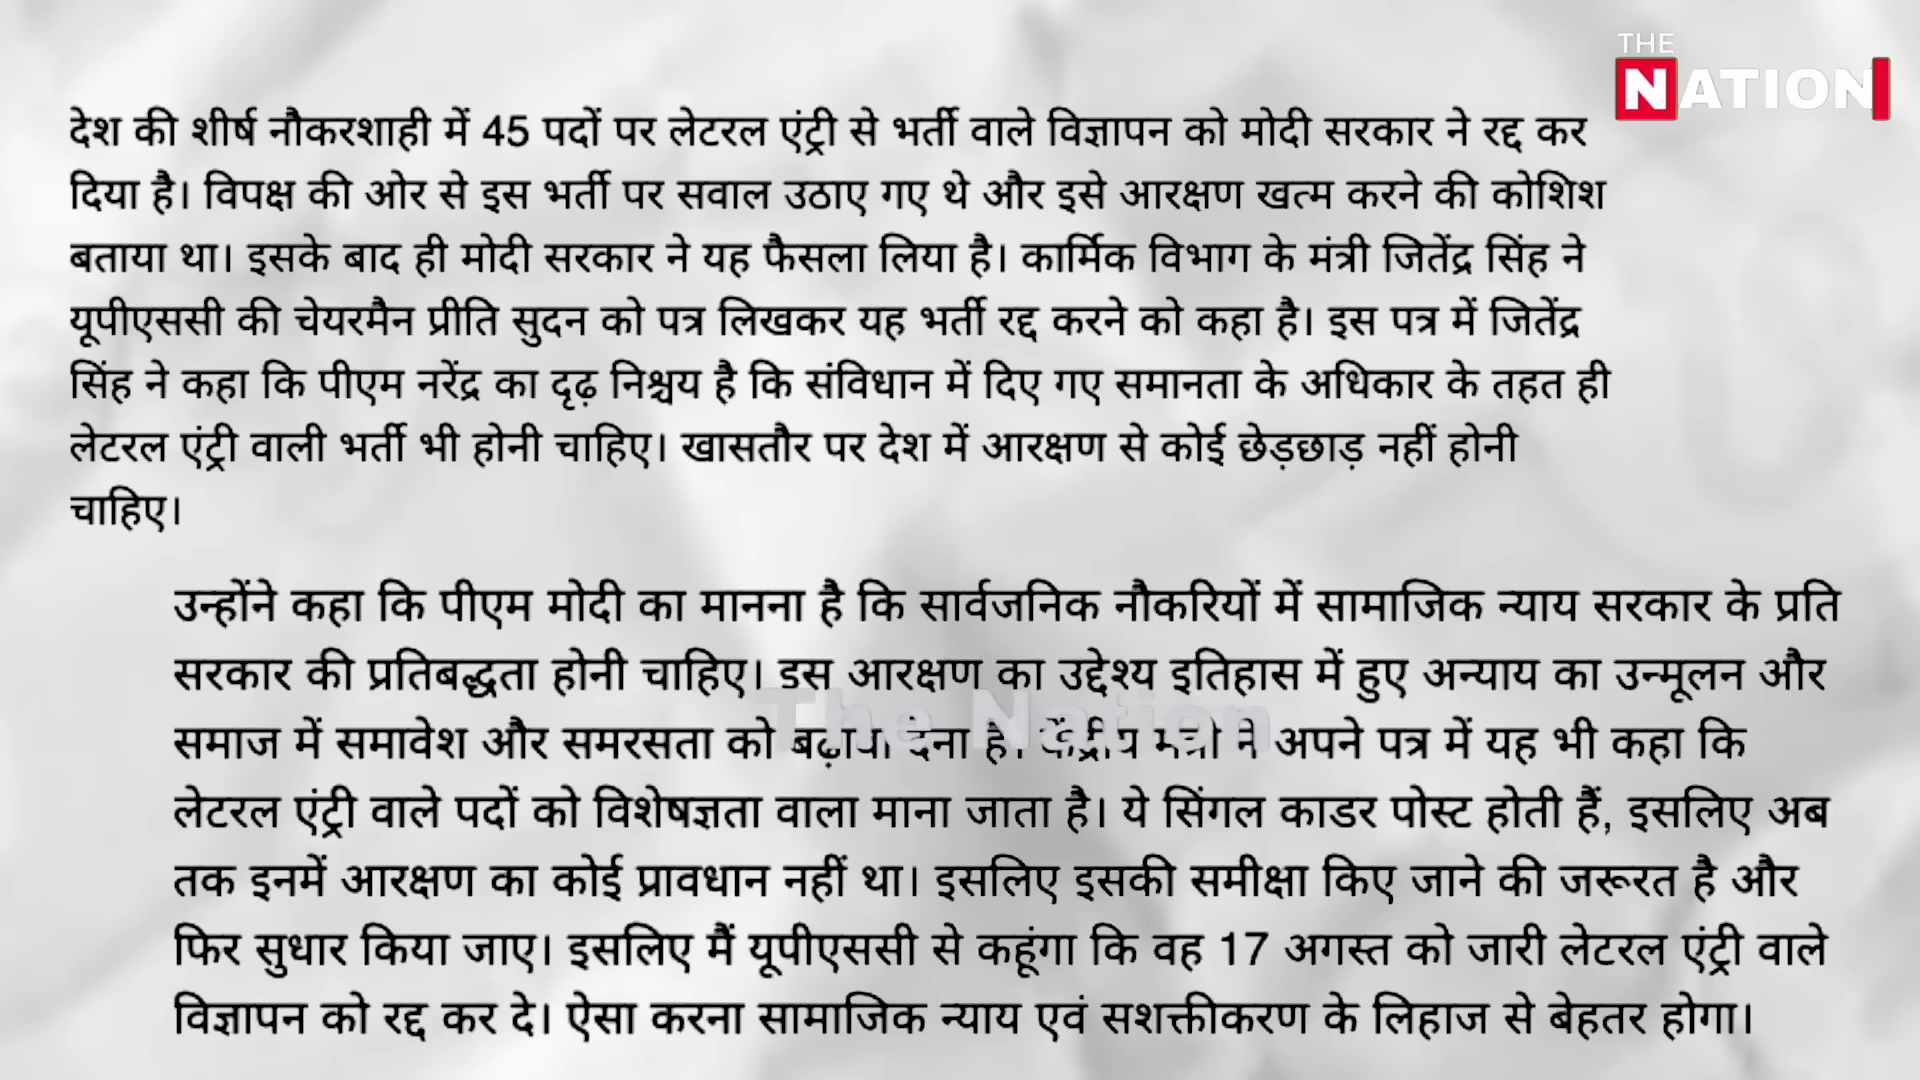 THE
NATION
देश की शीर्ष नौकरशाही में 45 पदों पर लेटरल एंट्री से भर्ती वाले विज्ञापन को मोदी सरकार ने रद्द कर
दिया है। विपक्ष की ओर से इस भर्ती पर सवाल उठाए गए थे और इसे आरक्षण खत्म करने की कोशिश
बताया था। इसके बाद ही मोदी सरकार ने यह फैसला लिया है। कार्मिक विभाग के मंत्री जितेंद्र सिंह ने
यूपीएससी की चेयरमैन प्रीति सुदन को पत्र लिखकर यह भर्ती रद्द करने को कहा है। इस पत्र में जितेंद्र
सिंह ने कहा कि पीएम नरेंद्र का दृढ़ निश्चय है कि संविधान में दिए गए समानता के अधिकार के तहत ही
लेटरल एंट्री वाली भर्ती भी होनी चाहिए। खासतौर पर देश में आरक्षण से कोई छेड़छाड़ नहीं होनी
चाहिए।
उन्होंने कहा कि पीएम मोदी का मानना है कि सार्वजनिक नौकरियों में सामाजिक न्याय सरकार के प्रति
सरकार की प्रतिबद्धता होनी चाहिए। इस आरक्षण का उद्देश्य इतिहास में हुए अन्याय का उन्मूलन और
The Nation
समाज में समावेश और समरसता को बढ़ावा देना है। केंद्रीय मंत्री ने अपने पत्र में यह भी कहा कि
लेटरल एंट्री वाले पदों को विशेषज्ञता वाला माना जाता है। ये सिंगल काडर पोस्ट होती हैं, इसलिए अब
तक इनमें आरक्षण का कोई प्रावधान नहीं था। इसलिए इसकी समीक्षा किए जाने की जरूरत है और
फिर सुधार किया जाए। इसलिए मैं यूपीएससी से कहूंगा कि वह 17 अगस्त को जारी लेटरल एंट्री वाले
विज्ञापन को रद्द कर दे। ऐसा करना सामाजिक न्याय एवं सशक्तीकरण के लिहाज से बेहतर होगा।